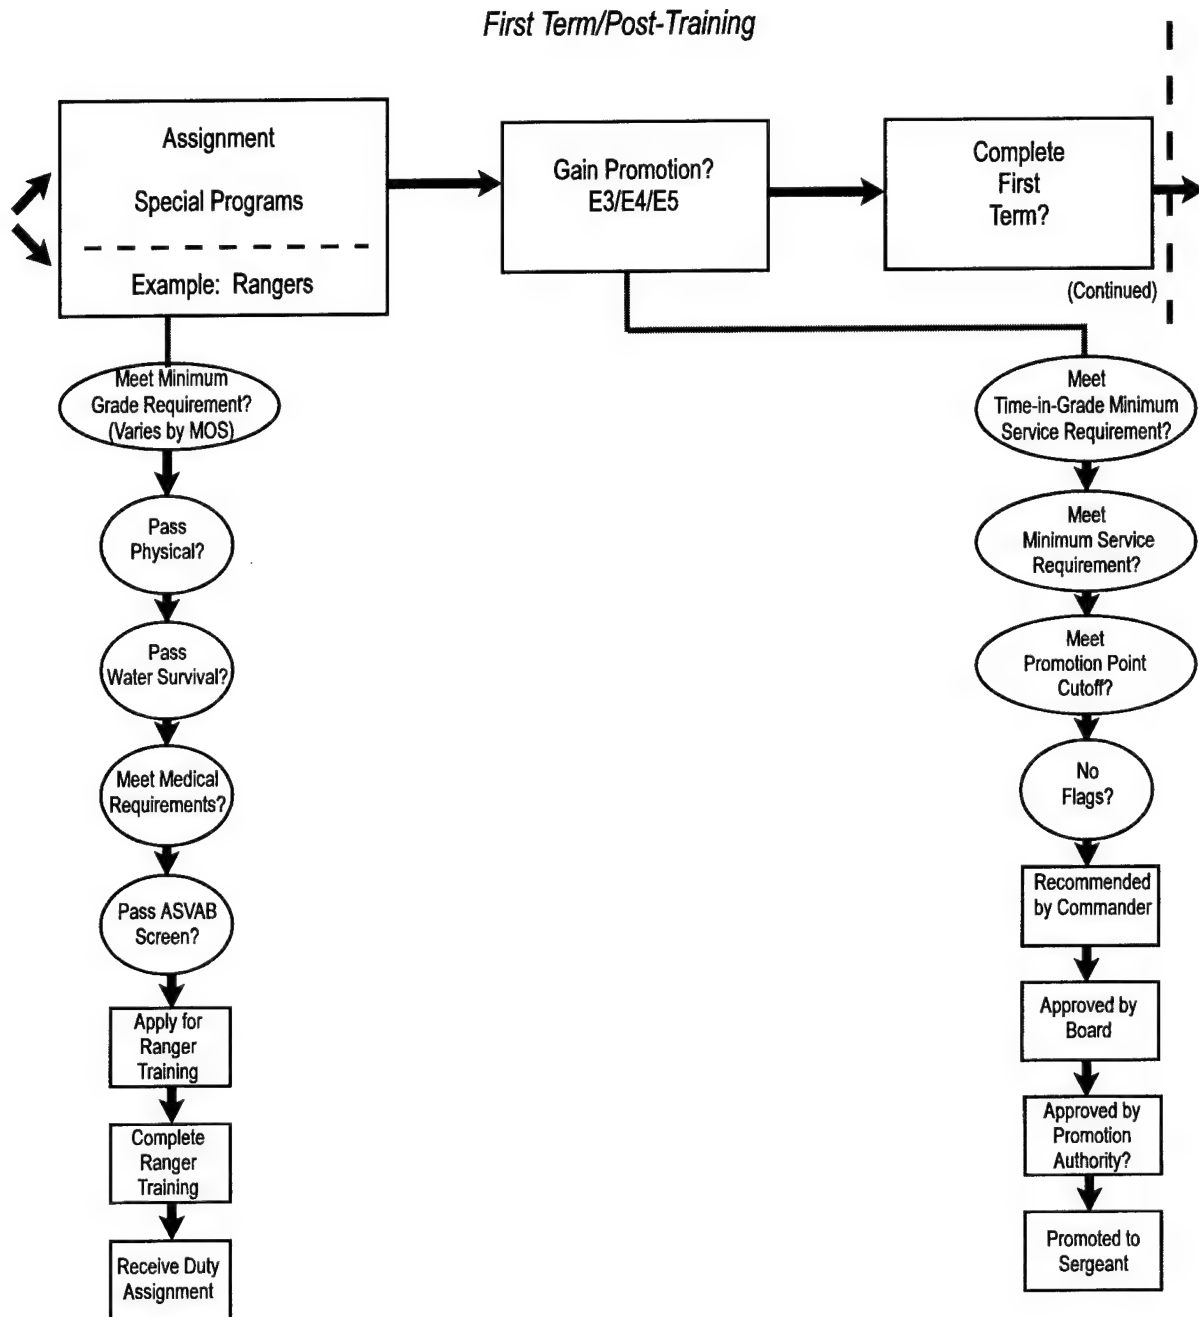 First Term/Post-Training
Assignment
Special Programs
Example: Rangers
Gain Promotion?
E3/E4/E5
Complete
First
Term?
(Continued)
Meet Minimum
Grade Requirement?
(Varies by MOS)
Pass
Physical?
Pass
Water Survival?
Meet Medical
Requirements?
Pass ASVAB
Screen?
Apply for
Ranger
Training
Complete
Ranger
Training
Receive Duty
Assignment
Meet
Time-in-Grade Minimum
Service Requirement?
Meet
Minimum Service
Requirement?
Meet
Promotion Point
Cutoff?
No
Flags?
Recommended
by Commander
Approved by
Board
Approved by
Promotion
Authority?
Promoted to
Sergeant